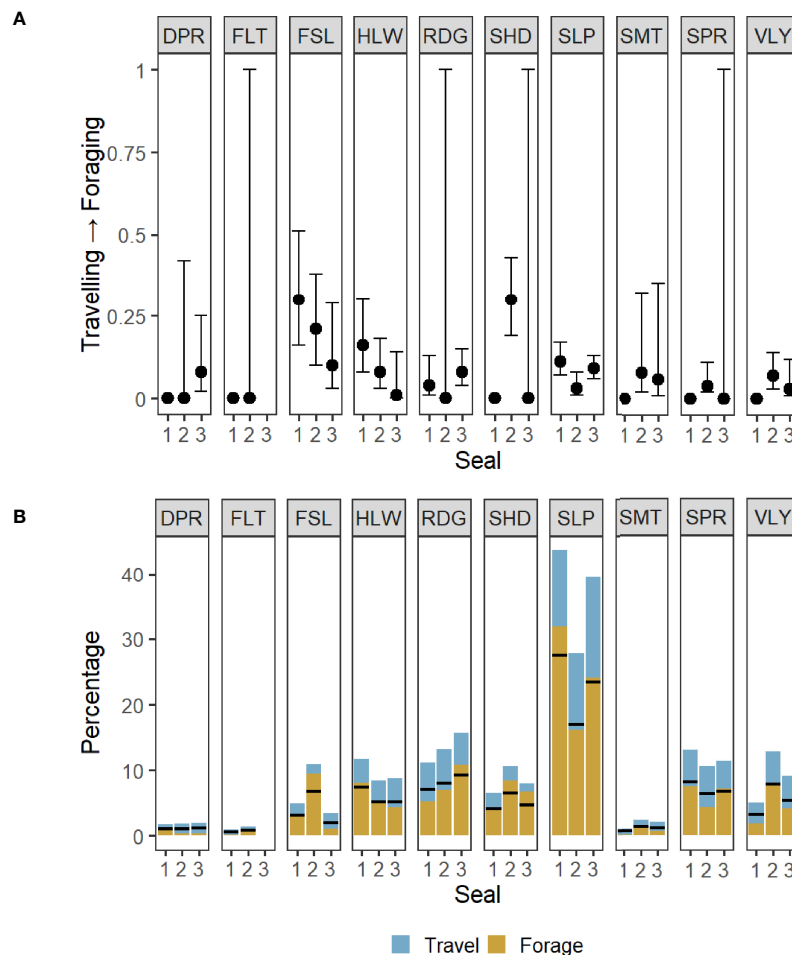 A
DPR FLT FSL HLW RDG SHD SLP SMT SPR VLY
Travelling → Foraging
1
0.75
0.5
0.25
0
1 2 3 1 2 3 1 2 3 1 2 3 1 2 3 1 2 3 1 2 3 1 2 3 1 2 3 1 2 3
Seal
B
DPR FLT FSL HLW RDG SHD SLP SMT SPR VLY
Percentage
40
30
20
10
0
1 2 3 1 2 3 1 2 3 1 2 3 1 2 3 1 2 3 1 2 3 1 2 3 1 2 3 1 2 3
Seal
Travel Forage